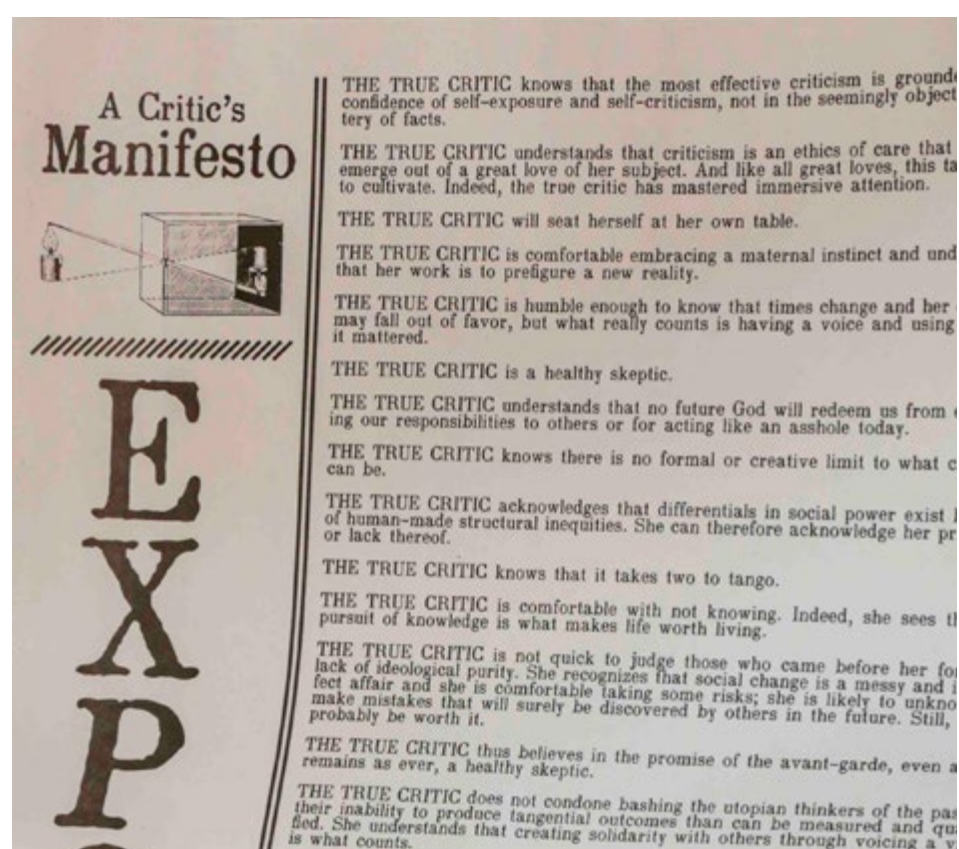 A Critic's
Manifesto
E
X
P
THE TRUE CRITIC knows that the most effective criticism is
confidence of self-exposure and self-criticism, not in the seemingly
tery of facts.
THE TRUE CRITIC understands that criticism is an ethics of care that
emerge out of a great love of her subject. And like all great loves, this
to cultivate. Indeed, the true critic has mastered immersive attention.
THE TRUE CRITIC will seat herself at her own table.
THE TRUE CRITIC is comfortable embracing a maternal instinct and
that her work is to prefigure a new reality.
THE TRUE CRITIC is humble enough to know that times change and her
may fall out of favor, but what really counts is having a voice and using
it mattered.
THE TRUE CRITIC is a healthy skeptic.
THE TRUE CRITIC understands that no future God will redeem us from
ing our responsibilities to others or for acting like an asshole today.
THE TRUE CRITIC knows there is no formal or creative limit to what
can be.
THE TRUE CRITIC acknowledges that differentials in social power exist
of human-made structural inequities. She can therefore acknowledge her
or lack thereof.
THE TRUE CRITIC knows that it takes two to tango.
THE TRUE CRITIC is comfortable with not knowing. Indeed, she sees
pursuit of knowledge is what makes life worth living.
THE TRUE CRITIC is not quick to judge those who came before her
lack of ideological purity. She recognizes that social change is a messy and
fect affair and she is comfortable taking some risks; she is likely to
make mistakes that will surely be discovered by others in the future. Still,
probably be worth it.
THE TRUE CRITIC thus believes in the promise of the avant-garde, even
remains as ever, a healthy skeptic.
THE TRUE CRITIC does not condone bashing the utopian thinkers of the
their inability to produce tangential outcomes than can be measured and
fied. She understands that creating solidarity with others through voicing a
is what counts.